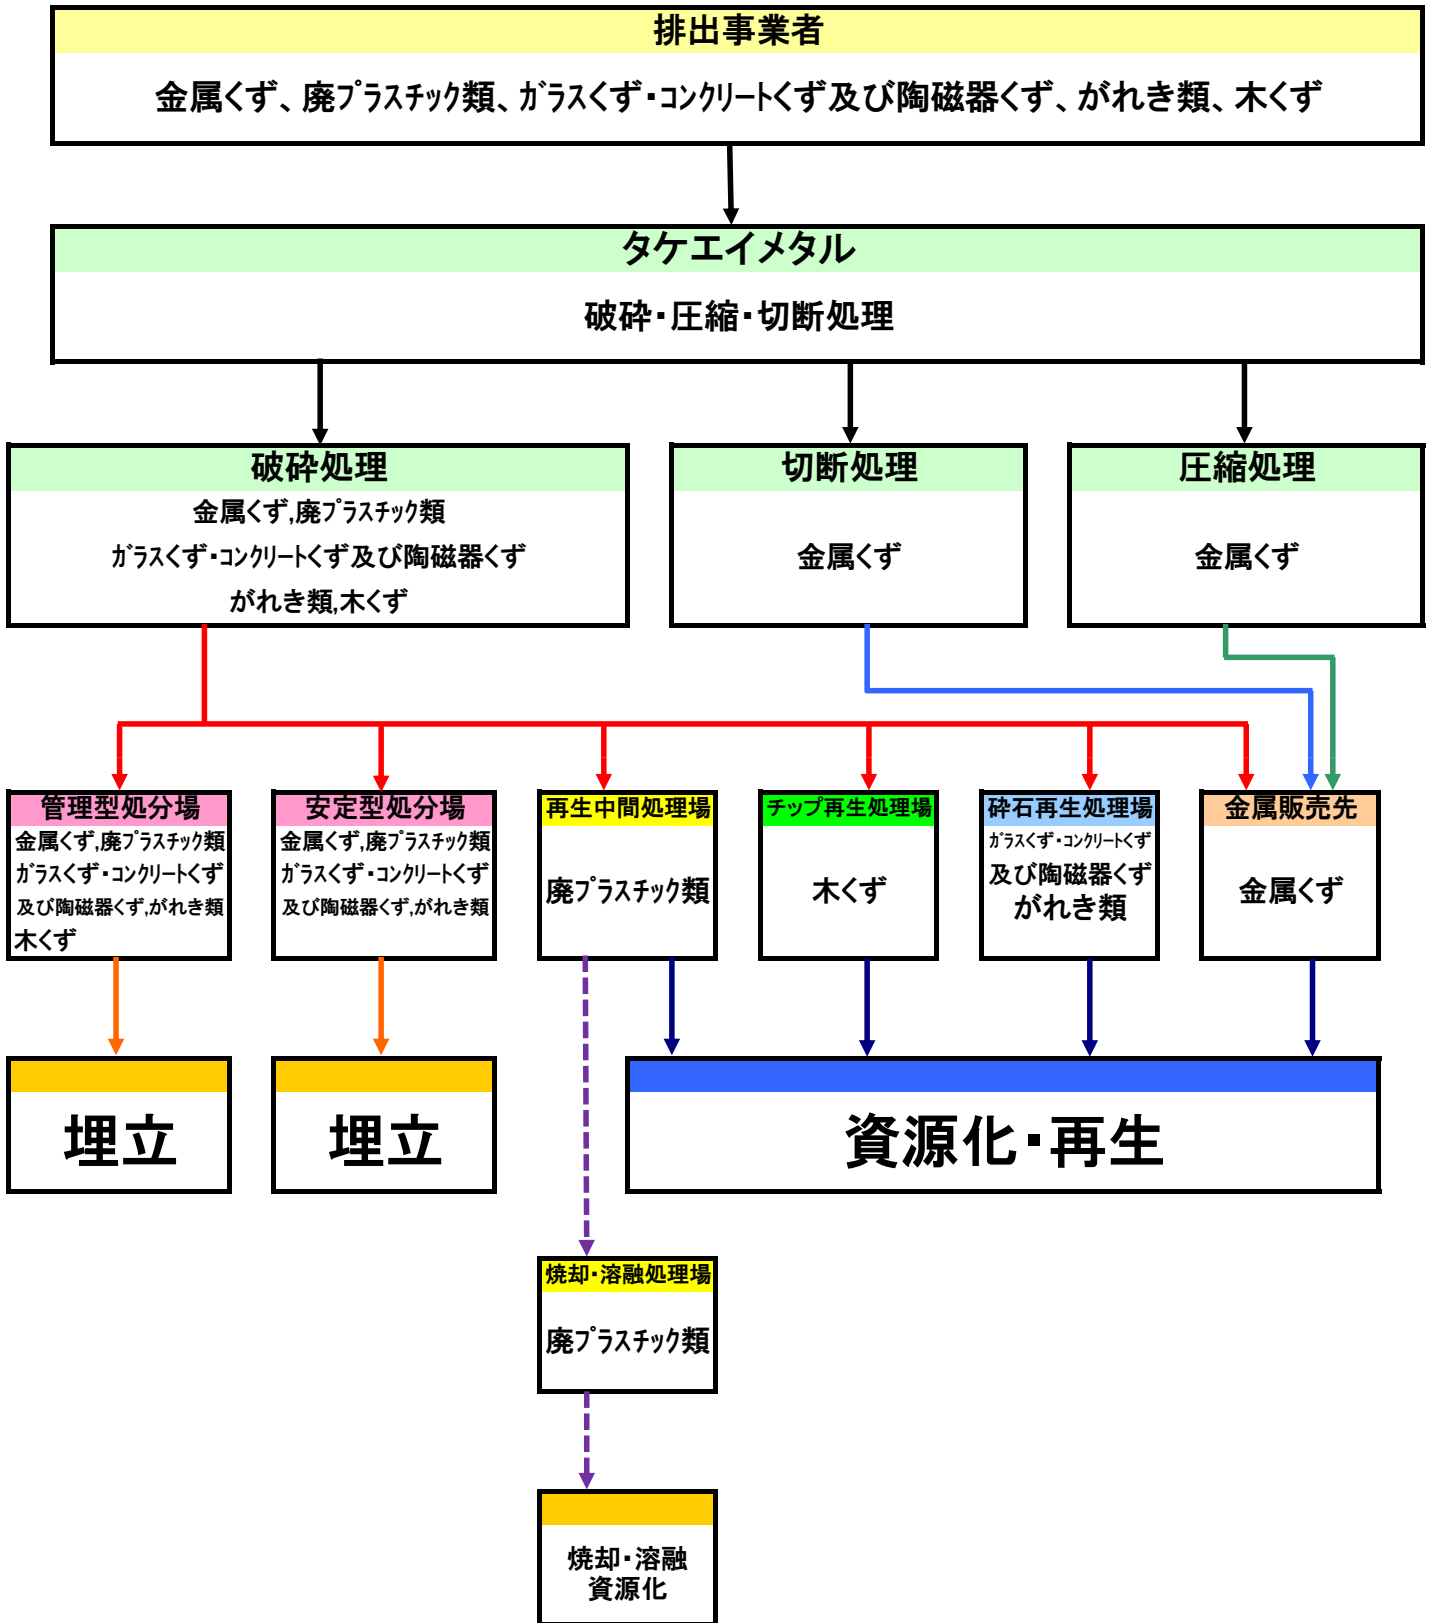 排出事業者
金属くず、廃ﾌﾟﾗｽﾁｯｸ類、ｶﾞﾗｽくず･ｺﾝｸﾘｰﾄくず及び陶磁器くず、がれき類、木くず
タケエイメタル
破砕･圧縮･切断処理
破砕処理
金属くず,廃ﾌﾟﾗｽﾁｯｸ類
ｶﾞﾗｽくず･ｺﾝｸﾘｰﾄくず及び陶磁器くず
がれき類,木くず
切断処理
金属くず
圧縮処理
金属くず
管理型処分場
金属くず,廃ﾌﾟﾗｽﾁｯｸ類
ｶﾞﾗｽくず･ｺﾝｸﾘｰﾄくず
及び陶磁器くず,がれき類
木くず
安定型処分場
金属くず,廃ﾌﾟﾗｽﾁｯｸ類
ｶﾞﾗｽくず･ｺﾝｸﾘｰﾄくず
及び陶磁器くず,がれき類
再生中間処理場
廃ﾌﾟﾗｽﾁｯｸ類
チップ再生処理場
木くず
砕石再生処理場
ｶﾞﾗｽくず･ｺﾝｸﾘｰﾄくず
及び陶磁器くず
がれき類
金属販売先
金属くず
埋立
埋立
資源化･再生
焼却･溶融処理場
廃ﾌﾟﾗｽﾁｯｸ類
焼却･溶融
資源化